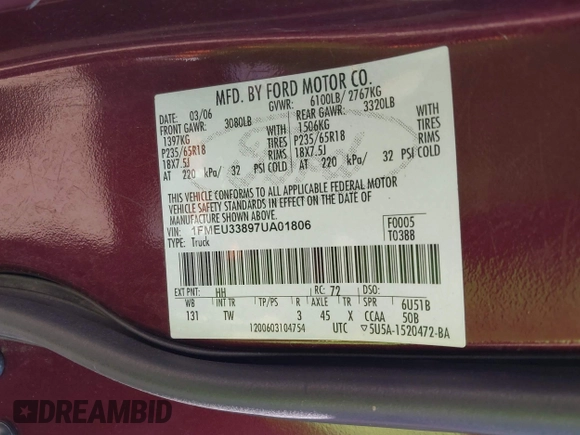 MFD. BY FORD MOTOR CO.
DATE: 03/06 GVWR: 6100LB/ 2767KG
FRONT GAWR: 3080LB REAR GAWR: 3320LB
1397KG WITH 1506KG WITH
P235/65R18 TIRES P235/65R18 TIRES
18X7.5J RIMS 18X7.5J RIMS
AT 220 kPa/ 32 PSI COLD AT 220 kPa/ 32 PSI COLD
THIS VEHICLE CONFORMS TO ALL APPLICABLE FEDERAL MOTOR
VEHICLE SAFETY STANDARDS IN EFFECT ON THE DATE OF
MANUFACTURE SHOWN ABOVE.
VIN: 1FMEU33897UA01806 F0005
TYPE: Truck T03BB
EXT PNT: HH RC: 72 DSO:
WB INT TR TP/PS R AXLE TR SPR 6U51B
131 TW 3 45 X CCAA 50B
1200603104754 UTC ▽5U5A-1520472-BA
Ford
DREAMBID